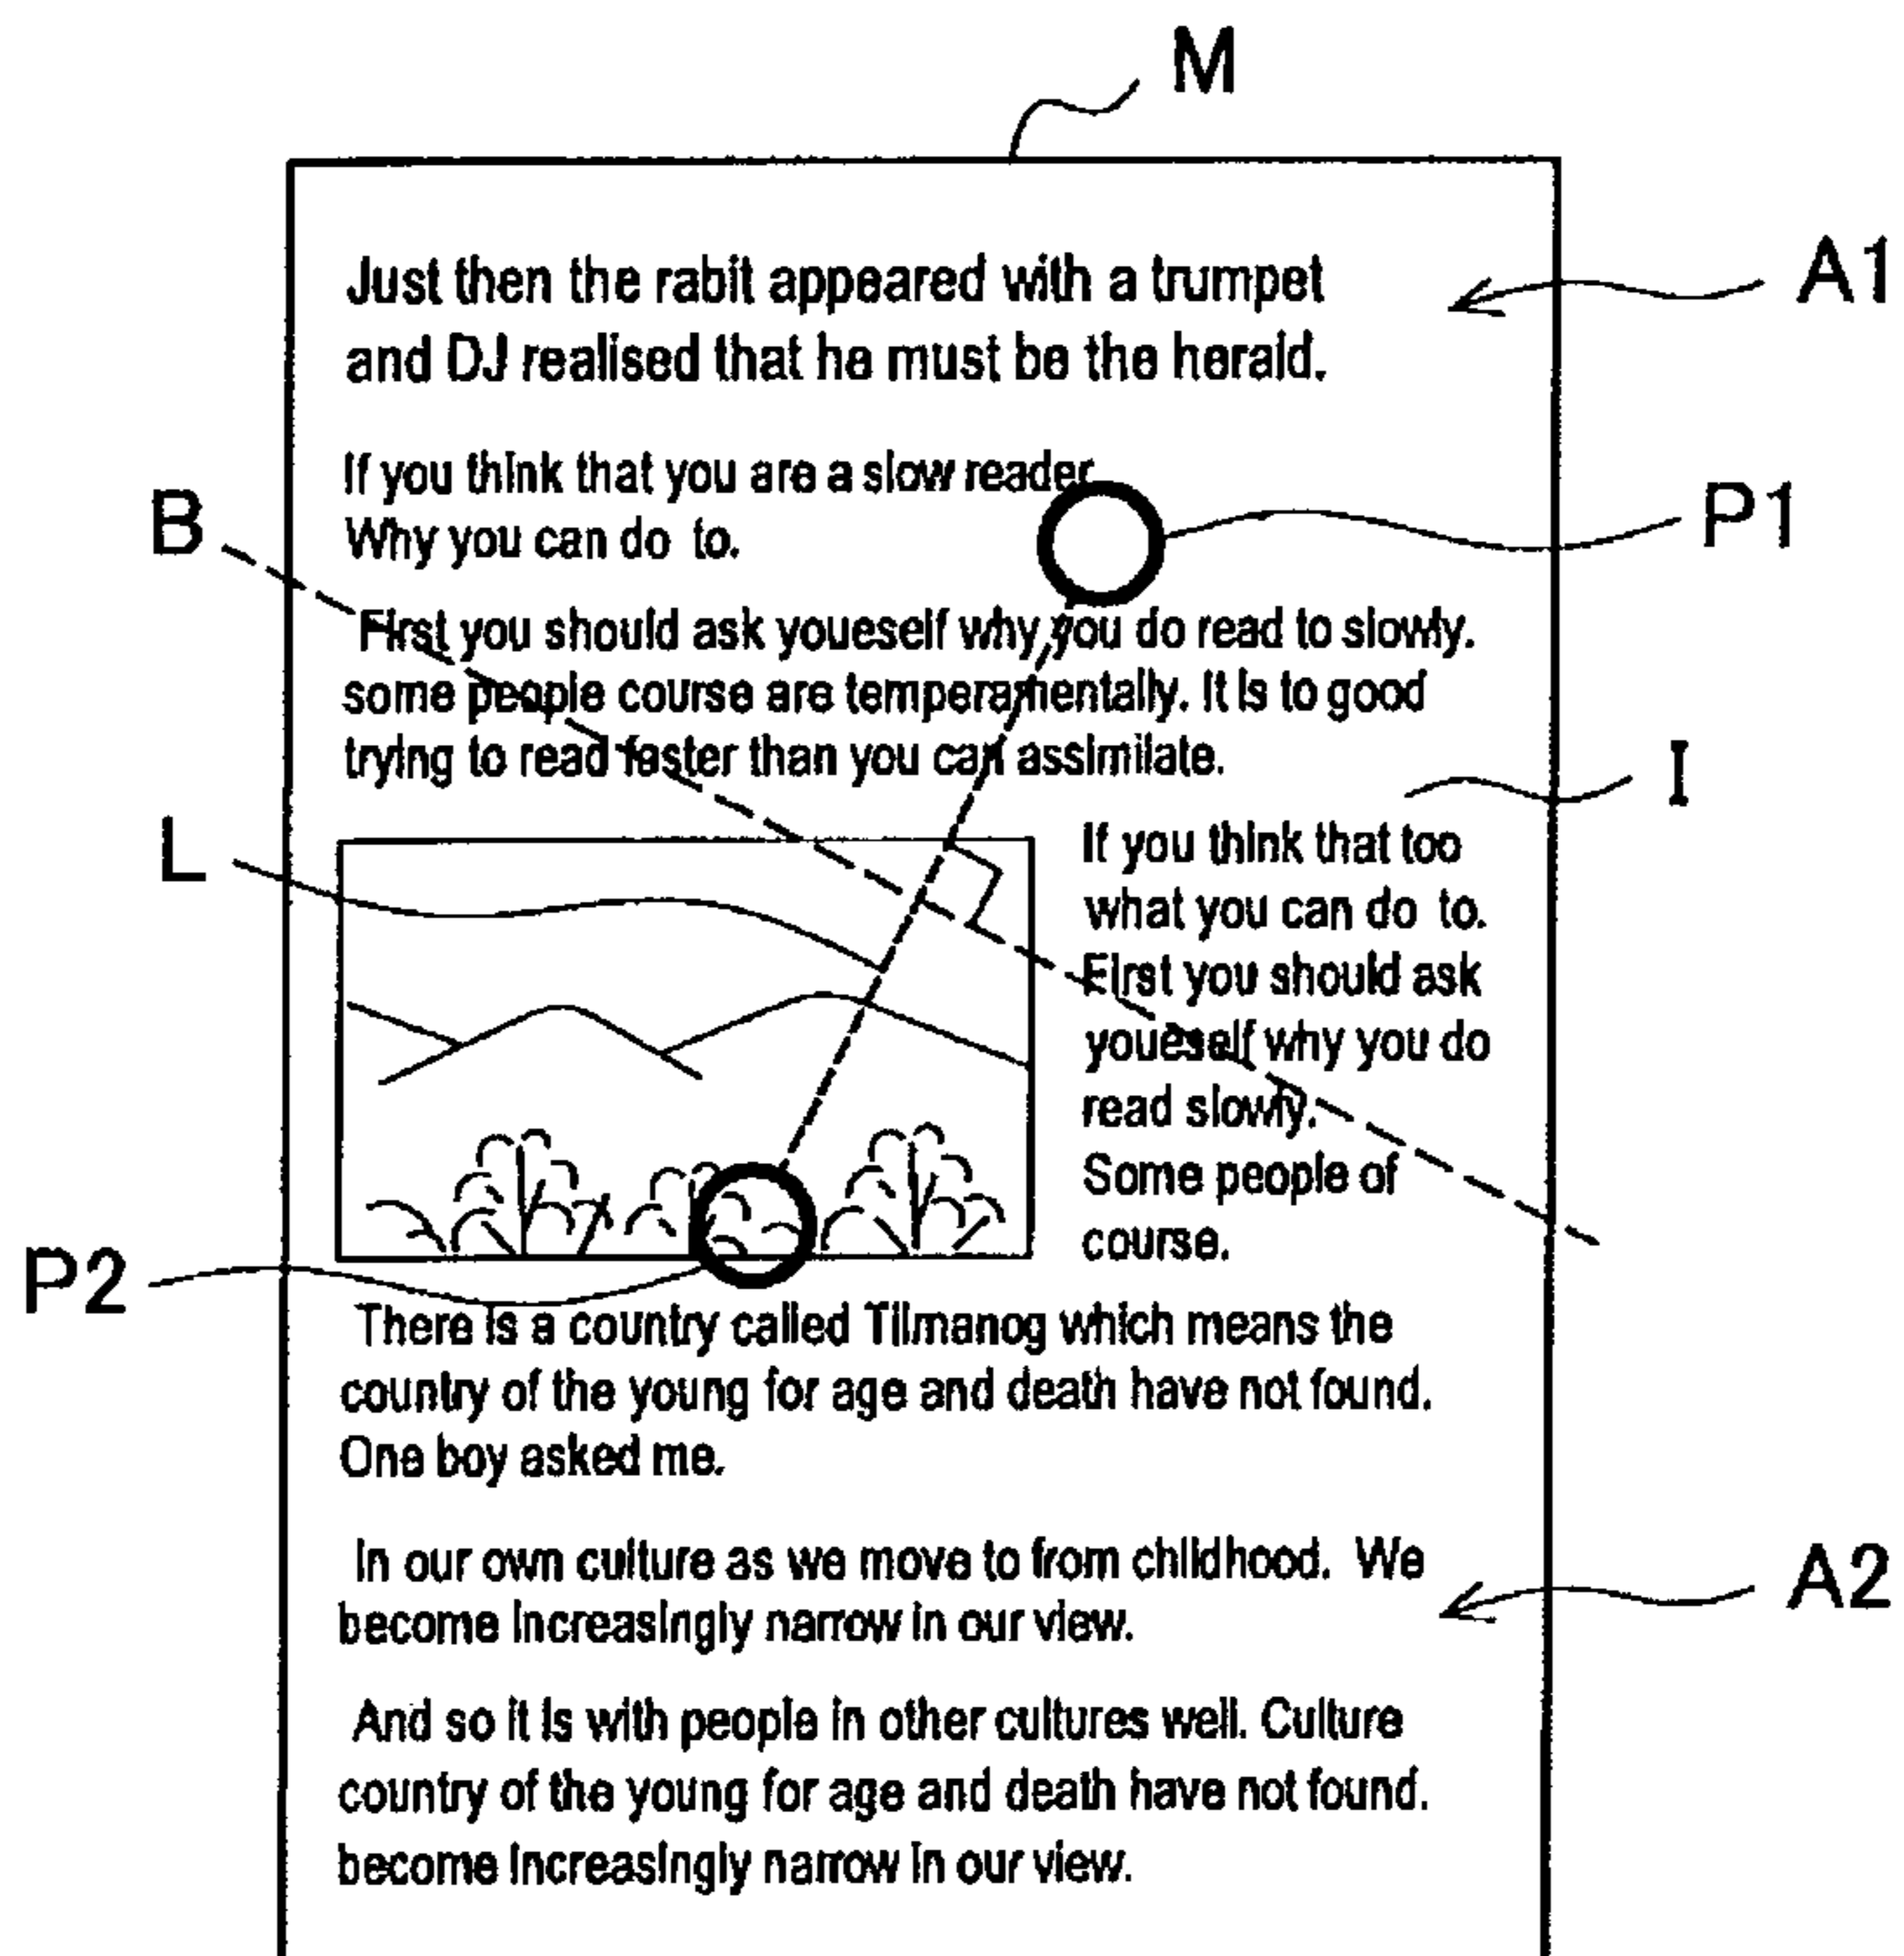 M
A1
Just then the rabit appeared with a trumpet
and DJ realised that he must be the herald.
If you think that you are a slow reader
Why you can do to.
B
P1
First you should ask youeself why you do read to slowly.
some people course are temperamentally. It is to good
trying to read faster than you can assimilate.
I
L
If you think that too
what you can do to.
First you should ask
youeself why you do
read slowly.
Some people of
course.
P2
There is a country called Tilmanog which means the
country of the young for age and death have not found.
One boy asked me.
In our own culture as we move to from childhood. We
become increasingly narrow in our view.
A2
And so it is with people in other cultures well. Culture
country of the young for age and death have not found.
become increasingly narrow in our view.